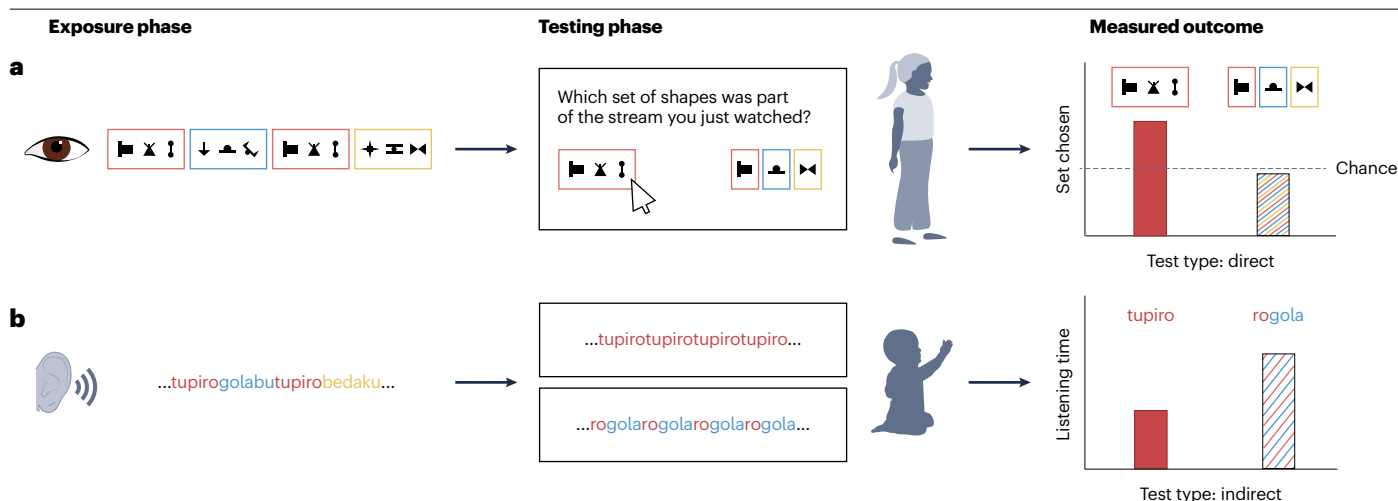 Exposure phase
Testing phase
Measured outcome
a
Which set of shapes was part
of the stream you just watched?
Set chosen
Chance
Test type: direct
b
...tupirogolabutupirobedaku...
...tupirotupirotupirotupiro...
...rogolarogolarogolarogola...
Listening time
tupiro
rogola
Test type: indirect